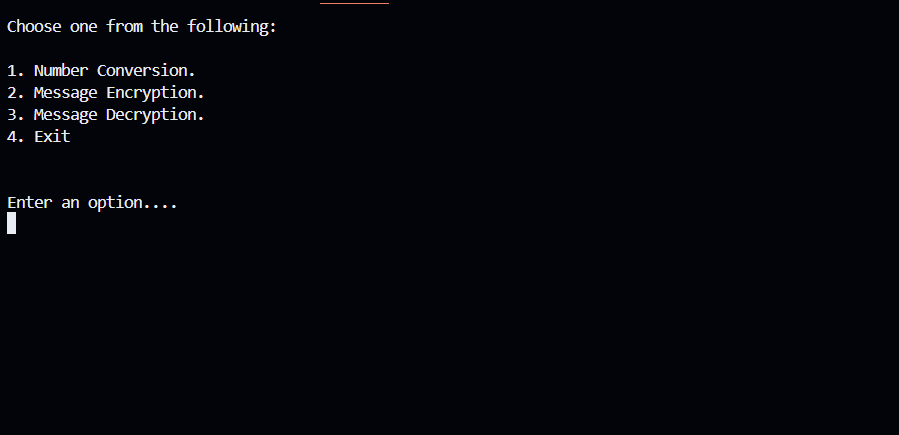 Choose one from the following:
1. Number Conversion.
2. Message Encryption.
3. Message Decryption.
4. Exit
Enter an option....